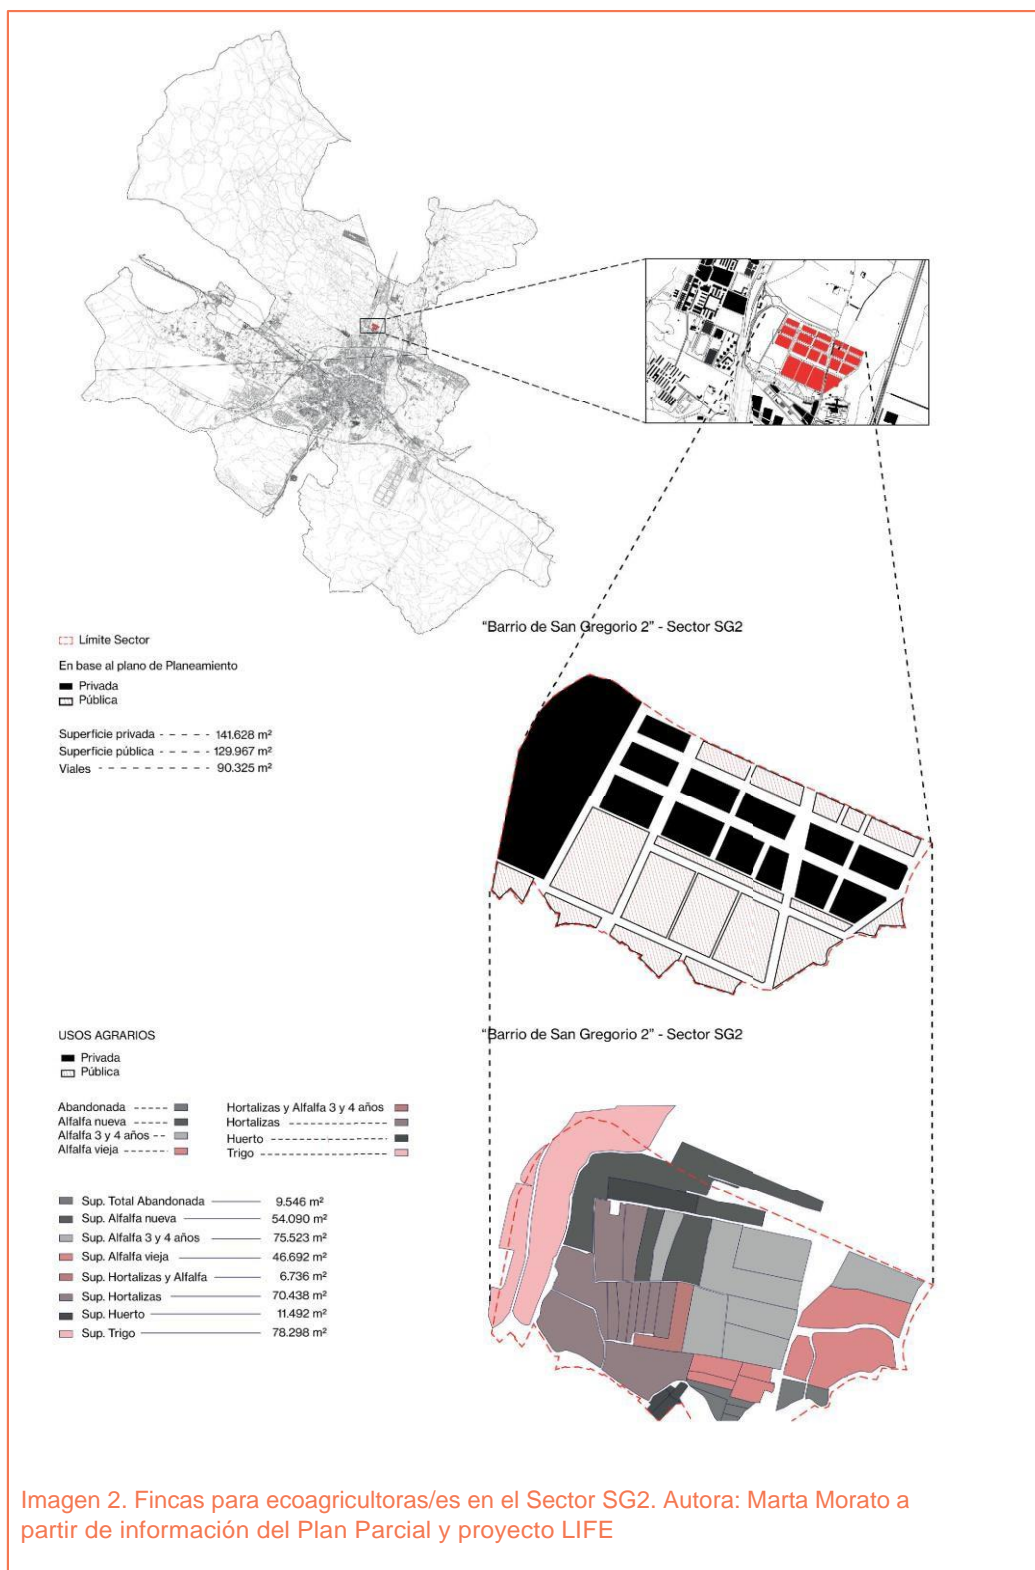 "Barrio de San Gregorio 2" - Sector SG2
Límite Sector
En base al plano de Planeamiento
Privada
Pública
Superficie privada - - - - - 141.628 m²
Superficie pública - - - - - 129.967 m²
Viales - - - - - - - - - - - 90.325 m²
USOS AGRARIOS
"Barrio de San Gregorio 2" - Sector SG2
Privada
Pública
Abandonada
Alfalfa nueva
Alfalfa 3 y 4 años
Alfalfa vieja
Hortalizas y Alfalfa 3 y 4 años
Hortalizas
Huerto
Trigo
Sup. Total Abandonada 9.546 m²
Sup. Alfalfa nueva 54.090 m²
Sup. Alfalfa 3 y 4 años 75.523 m²
Sup. Alfalfa vieja 46.692 m²
Sup. Hortalizas y Alfalfa 6.736 m²
Sup. Hortalizas 70.438 m²
Sup. Huerto 11.492 m²
Sup. Trigo 78.298 m²
Imagen 2. Fincas para ecoagricultoras/es en el Sector SG2. Autora: Marta Morato a
partir de información del Plan Parcial y proyecto LIFE